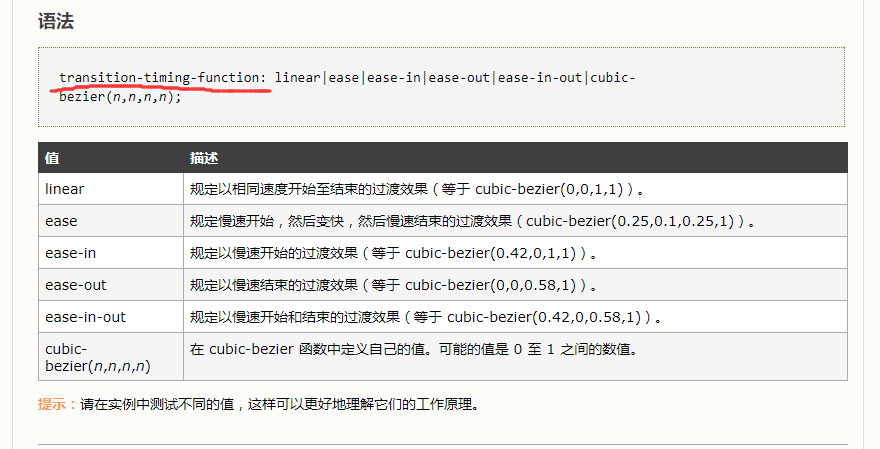 语法
transition-timing-function: linear|ease|ease-in|ease-out|ease-in-out|cubic-
bezier(n,n,n,n);
值 描述
linear 规定以相同速度开始至结束的过渡效果（等于 cubic-bezier(0,0,1,1)）。
ease 规定慢速开始，然后变快，然后慢速结束的过渡效果（cubic-bezier(0.25,0.1,0.25,1)）。
ease-in 规定以慢速开始的过渡效果（等于 cubic-bezier(0.42,0,1,1)）。
ease-out 规定以慢速结束的过渡效果（等于 cubic-bezier(0,0,0.58,1)）。
ease-in-out 规定以慢速开始和结束的过渡效果（等于 cubic-bezier(0.42,0,0.58,1)）。
cubic- 在 cubic-bezier 函数中定义自己的值。可能的值是 0 至 1 之间的数值。
bezier(n,n,n,n)
提示：请在实例中测试不同的值，这样可以更好地理解它们的工作原理。